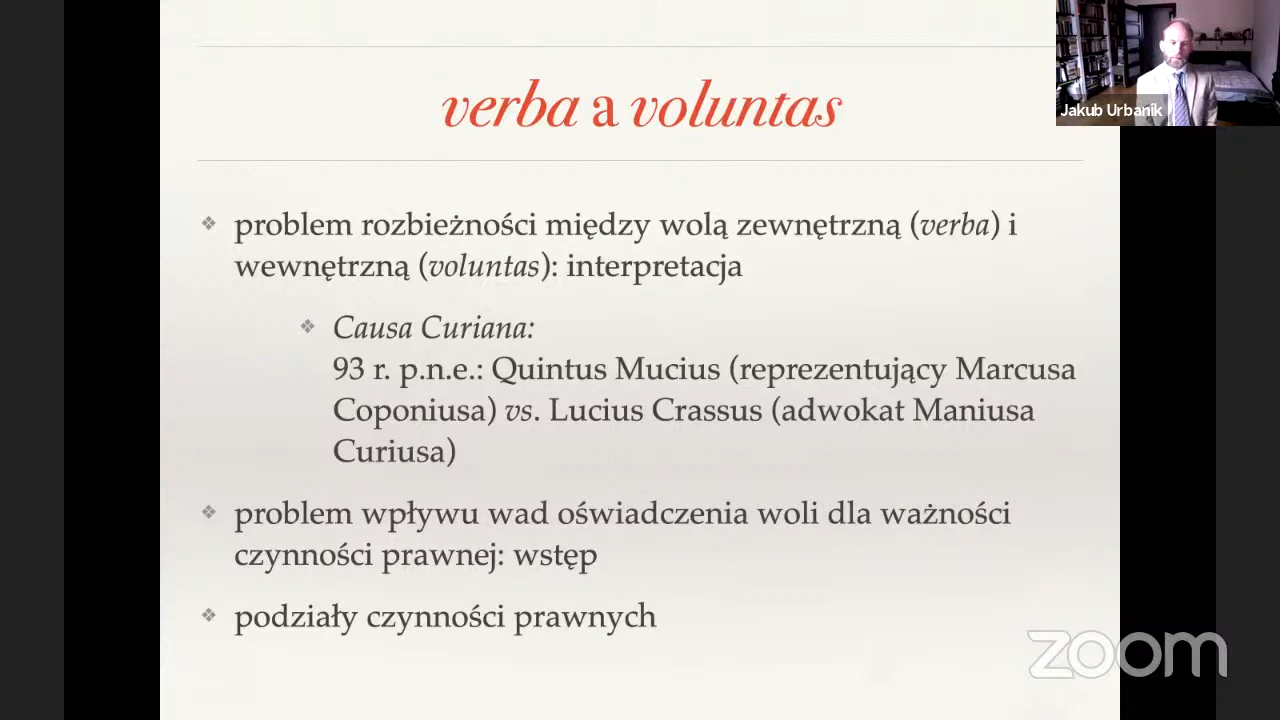 verba a voluntas
Jakub Urbanik
❖ problem rozbieżności między wolą zewnętrzną (verba) i
wewnętrzną (voluntas): interpretacja
❖ Causa Curiana:
93 r. p.n.e.: Quintus Mucius (reprezentujący Marcusa
Coponiusa) vs. Lucius Crassus (adwokat Maniusa
Curiusa)
❖ problem wpływu wad oświadczenia woli dla ważności
czynności prawnej: wstęp
❖ podziały czynności prawnych
zoom